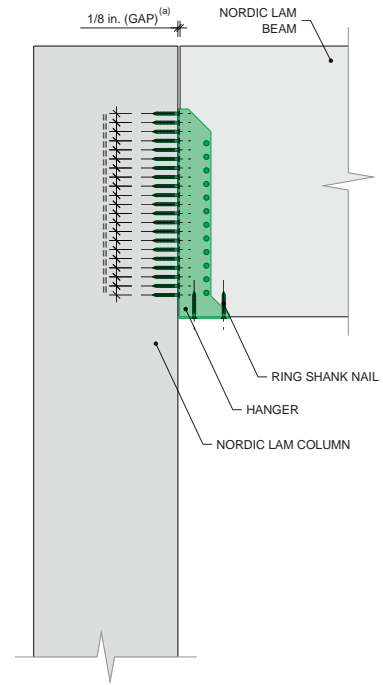 1/8 in. (GAP)(a)
NORDIC LAM
BEAM
RING SHANK NAIL
HANGER
NORDIC LAM COLUMN